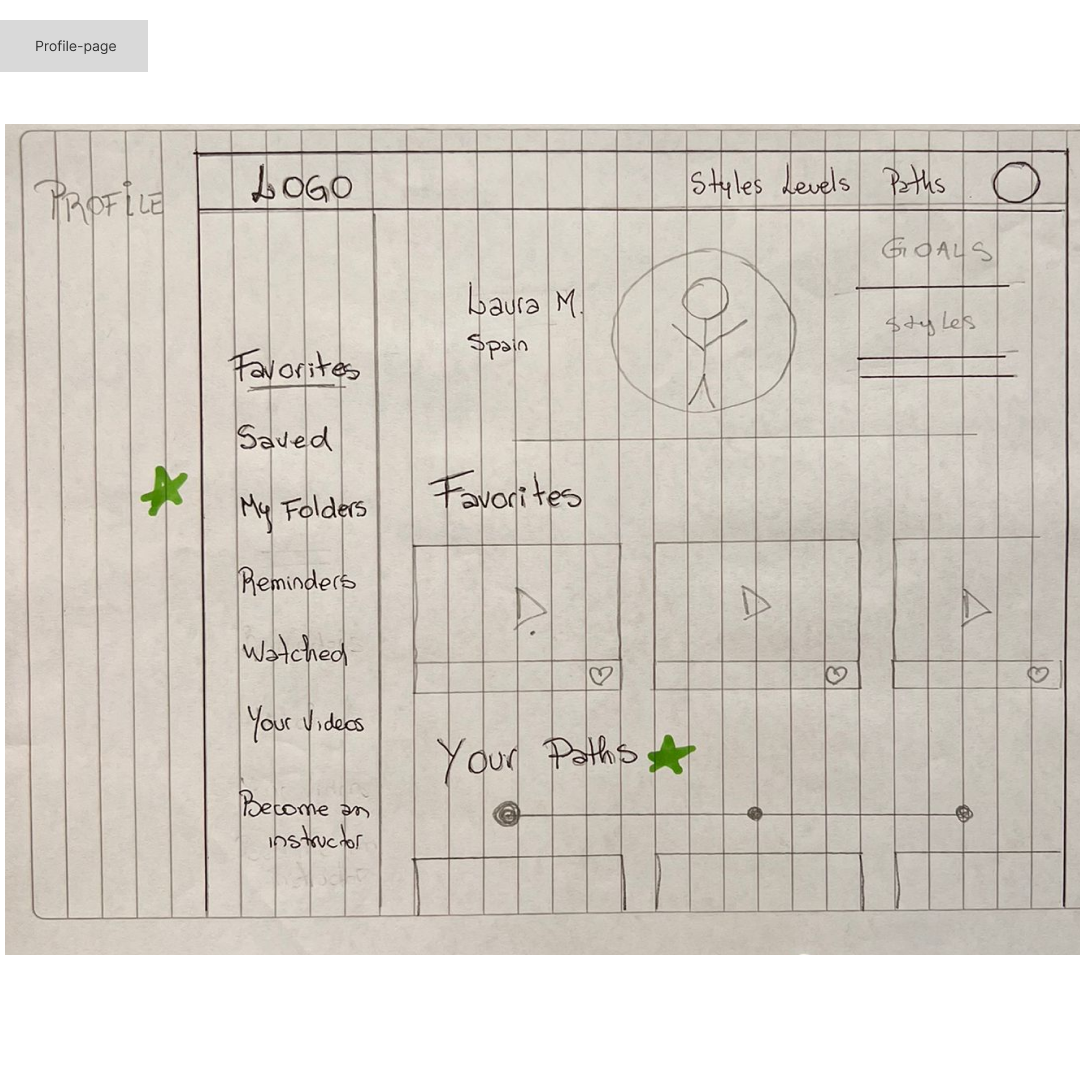 Profile-page
PROFILE
LOGO
Styles Levels Paths
GOALS
Laura M.
Spain
Styles
Favorites
Saved
My Folders
Reminders
Watched
Your Videos
Become an
instructor
Favorites
Your Paths